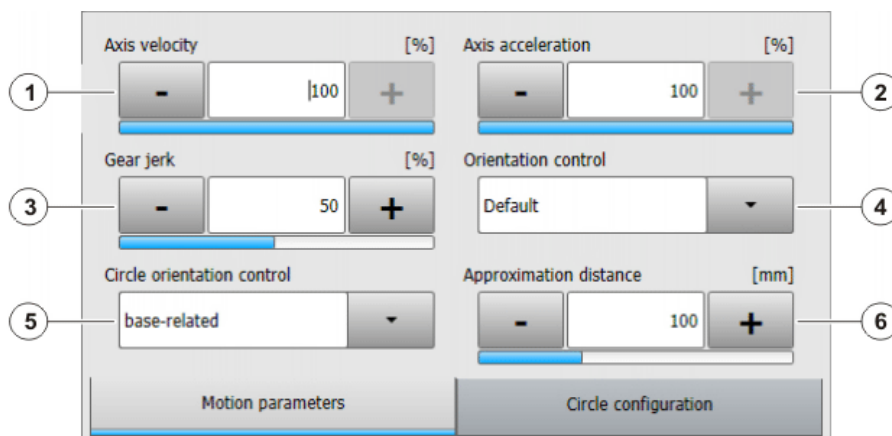 Axis velocity [%] Axis acceleration [%]
1 - 100 + - 100 + 2
Gear jerk [%] Orientation control
3 - 50 + Default 4
Circle orientation control Approximation distance [mm]
5 base-related - 100 + 6
Motion parameters Circle configuration